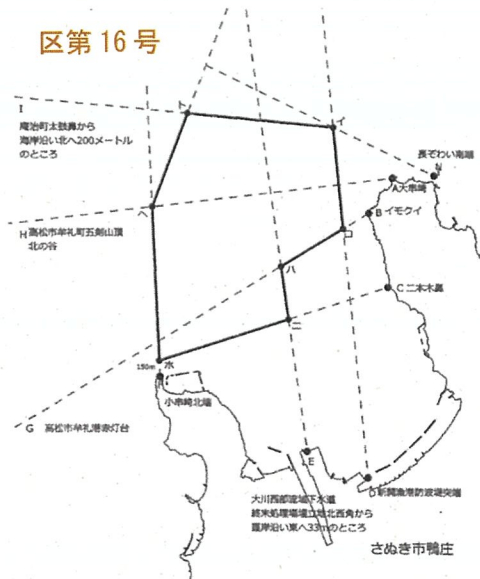 区第16号
ト
イ
I
庵治町太鼓鼻から
海岸沿い北へ200メートル
のところ
長ぞわい南端
N
A大串崎
ヘ
B イモクイ
H 高松市牟礼町五剣山頂
北の谷
ロ
ハ
C 二本木鼻
ニ
ホ
150m
F
小串崎北端
G 高松市牟礼港赤灯台
E
D 新開漁港防波堤突端
大川西部流域下水道
終末処理場埋立地北西角から
護岸沿い東へ33mのところ
さぬき市鴨庄